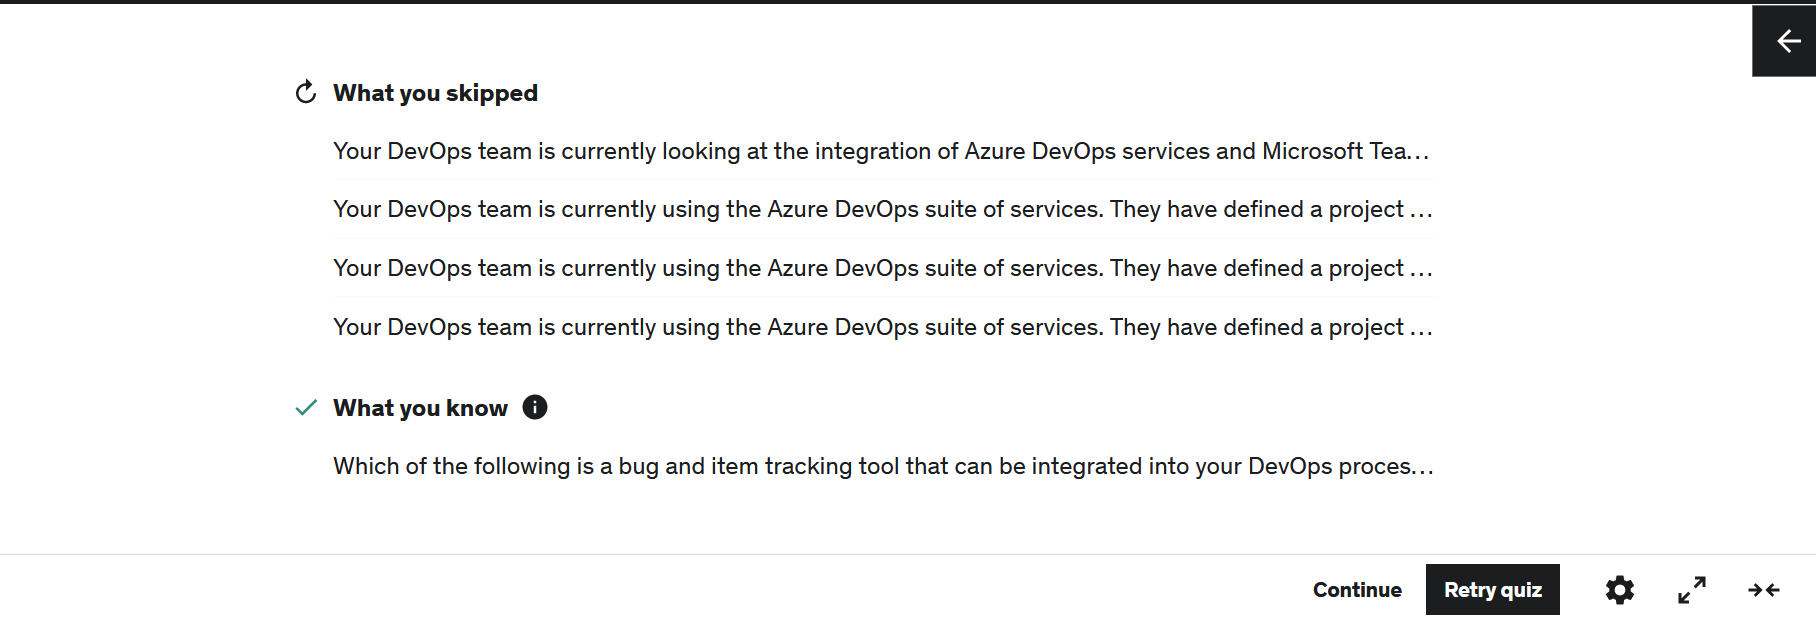 What you skipped
Your DevOps team is currently looking at the integration of Azure DevOps services and Microsoft Tea...
Your DevOps team is currently using the Azure DevOps suite of services. They have defined a project ...
Your DevOps team is currently using the Azure DevOps suite of services. They have defined a project ...
Your DevOps team is currently using the Azure DevOps suite of services. They have defined a project ...
What you know
Which of the following is a bug and item tracking tool that can be integrated into your DevOps proces...
Continue Retry quiz